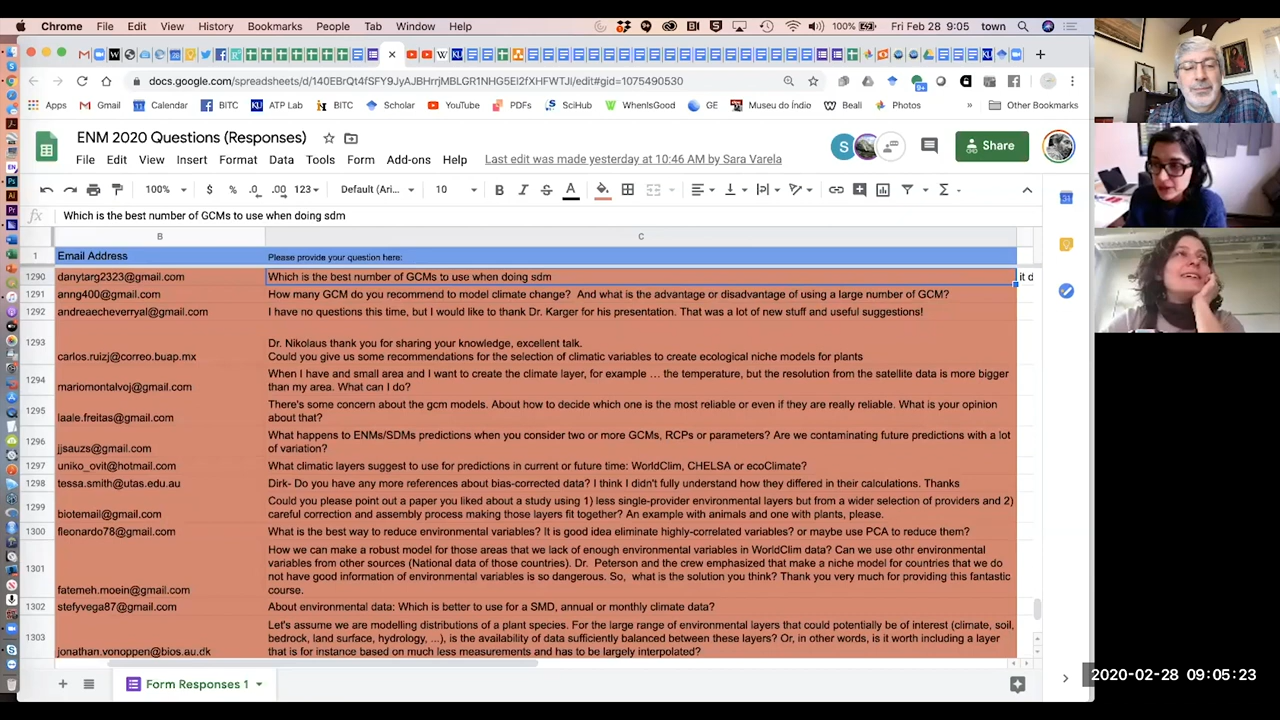 Chrome File Edit View History Bookmarks People Tab Window Help 100% Fri Feb 28 9:05 town
docs.google.com/spreadsheets/d/140EBrQt4fSFY9JyAJBHrrjMBLGR1NHG5EI2fXHFWTJI/edit#gid=1075490530
Apps Gmail Calendar BITC ATP Lab BITC Scholar YouTube PDFs SciHub WhenIsGood GE Museu do Índio Beall Photos » Other Bookmarks
ENM 2020 Questions (Responses)
File Edit View Insert Format Data Tools Form Add-ons Help Last edit was made yesterday at 10:46 AM by Sara Varela
S
Share
100% $ % .0 .00 123 Default (Ari... 10 B I S A
fx Which is the best number of GCMs to use when doing sdm
B C
1 Email Address Please provide your question here:
1290 danytarg2323@gmail.com Which is the best number of GCMs to use when doing sdm it d
1291 anng400@gmail.com How many GCM do you recommend to model climate change? And what is the advantage or disadvantage of using a large number of GCM?
1292 andreaecheverryal@gmail.com I have no questions this time, but I would like to thank Dr. Karger for his presentation. That was a lot of new stuff and useful suggestions!
1293 Dr. Nikolaus thank you for sharing your knowledge, excellent talk.
carlos.ruizj@correo.buap.mx Could you give us some recommendations for the selection of climatic variables to create ecological niche models for plants
1294 When I have and small area and I want to create the climate layer, for example … the temperature, but the resolution from the satellite data is more bigger
mariomontalvoj@gmail.com than my area. What can I do?
1295 There's some concern about the gcm models. About how to decide which one is the most reliable or even if they are really reliable. What is your opinion
laale.freitas@gmail.com about that?
1296 What happens to ENMs/SDMs predictions when you consider two or more GCMs, RCPs or parameters? Are we contaminating future predictions with a lot
jjsauzs@gmail.com of variation?
1297 uniko_ovit@hotmail.com What climatic layers suggest to use for predictions in current or future time: WorldClim, CHELSA or ecoClimate?
1298 tessa.smith@utas.edu.au Dirk- Do you have any more references about bias-corrected data? I think I didn't fully understand how they differed in their calculations. Thanks
1299 Could you please point out a paper you liked about a study using 1) less single-provider environmental layers but from a wider selection of providers and 2)
biotemail@gmail.com careful correction and assembly process making those layers fit together? An example with animals and one with plants, please.
1300 fleonardo78@gmail.com What is the best way to reduce environmental variables? It is good idea eliminate highly-correlated variables? or maybe use PCA to reduce them?
How we can make a robust model for those areas that we lack of enough environmental variables in WorldClim data? Can we use othr environmental
1301 variables from other sources (National data of those countries). Dr. Peterson and the crew emphasized that make a niche model for countries that we do
not have good information of environmental variables is so dangerous. So, what is the solution you think? Thank you very much for providing this fantastic
fatemeh.moein@gmail.com course.
1302 stefyvega87@gmail.com About environmental data: Which is better to use for a SMD, annual or monthly climate data?
Let's assume we are modelling distributions of a plant species. For the large range of environmental layers that could potentially be of interest (climate, soil,
1303 bedrock, land surface, hydrology, ...), is the availability of data sufficiently balanced between these layers? Or, in other words, is it worth including a layer
jonathan.vonoppen@bios.au.dk that is for instance based on much less measurements and has to be largely interpolated?
Form Responses 1
2020-02-28 09:05:23